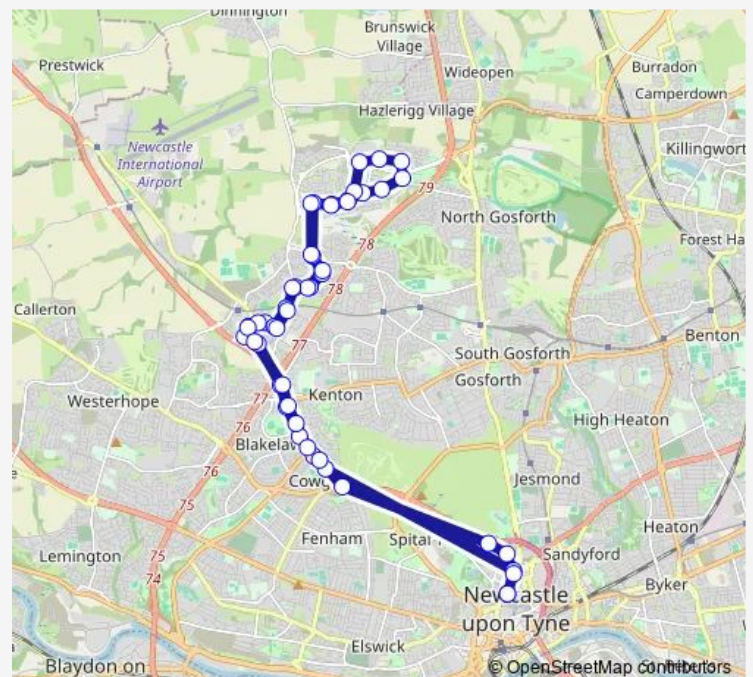 Dinnington
Brunswick
Village
Prestwick
Wideopen
Burradon
Camperdown
Hazlerigg Village
Newcastle
International
Airport
Killingwort
79
North Gosforth
78
Forest Ha
78
Callerton
77
Benton
South Gosforth
Gosforth
Kenton
77
Westerhope
76
High Heaton
Blakelaw
76
Cowg
Jesmond
75
Heaton
Fenham
Spital
Lemington
75
Sandyford
74
Byker
Newcastle
upon Tyne
Elswick
Blaydon on
© OpenStreetMap contributors